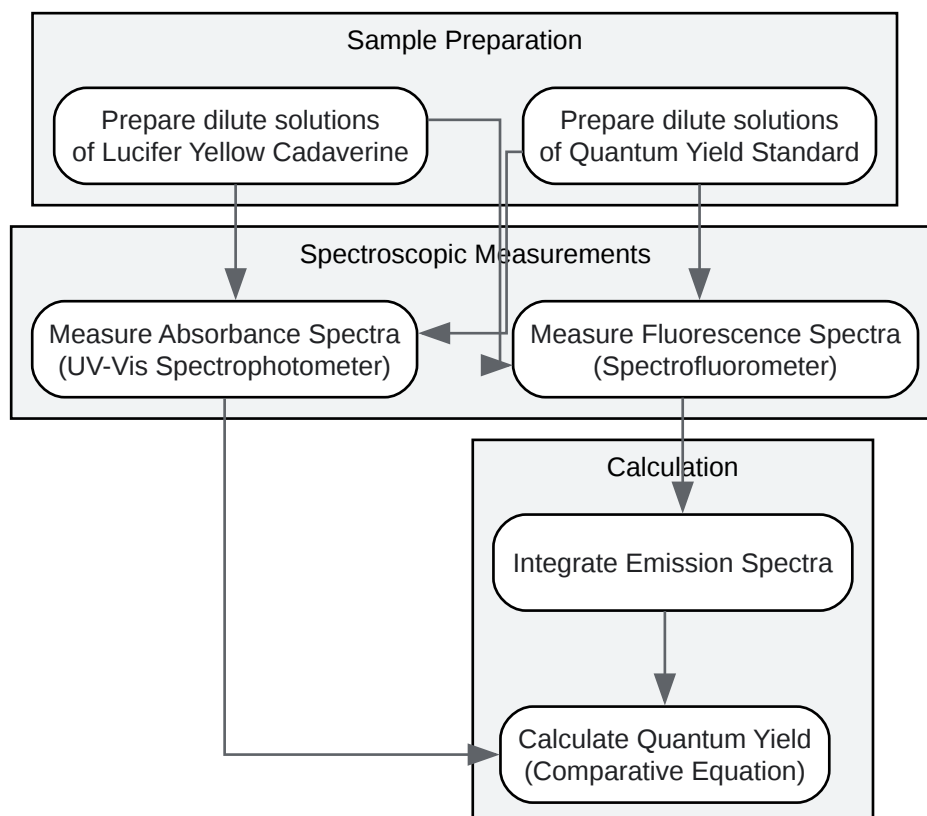 Sample Preparation
Prepare dilute solutions
of Lucifer Yellow Cadaverine
Prepare dilute solutions
of Quantum Yield Standard
Spectroscopic Measurements
Measure Absorbance Spectra
(UV-Vis Spectrophotometer)
Measure Fluorescence Spectra
(Spectrofluorometer)
Calculation
Integrate Emission Spectra
Calculate Quantum Yield
(Comparative Equation)